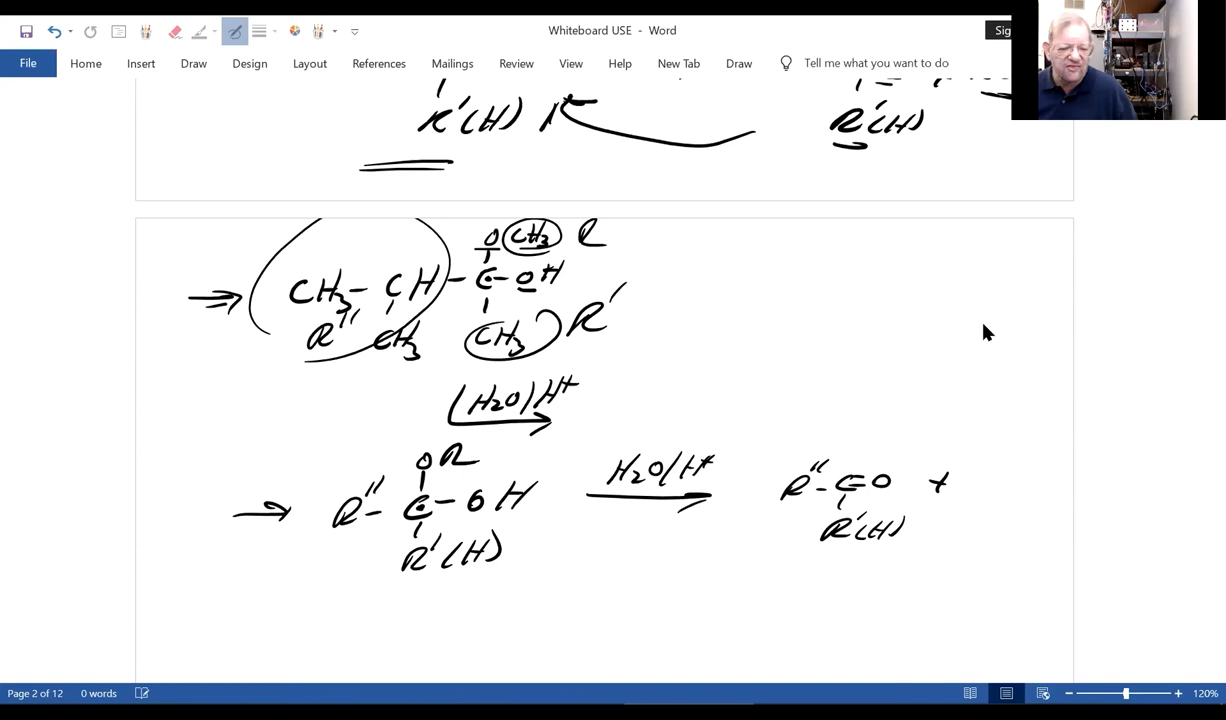 Whiteboard USE - Word
Sig
File Home Insert Draw Design Layout References Mailings Review View Help New Tab Draw Tell me what you want to do
R'(H) R'(H)
OCH3 R
CH3 - CH - C - OH
R'' CH3 CH3 R'
(H2O)H+
OR
R'' - C - OH H2O/H+ R'' - C=O +
R'(H) R'(H)
Page 2 of 12 0 words 120%